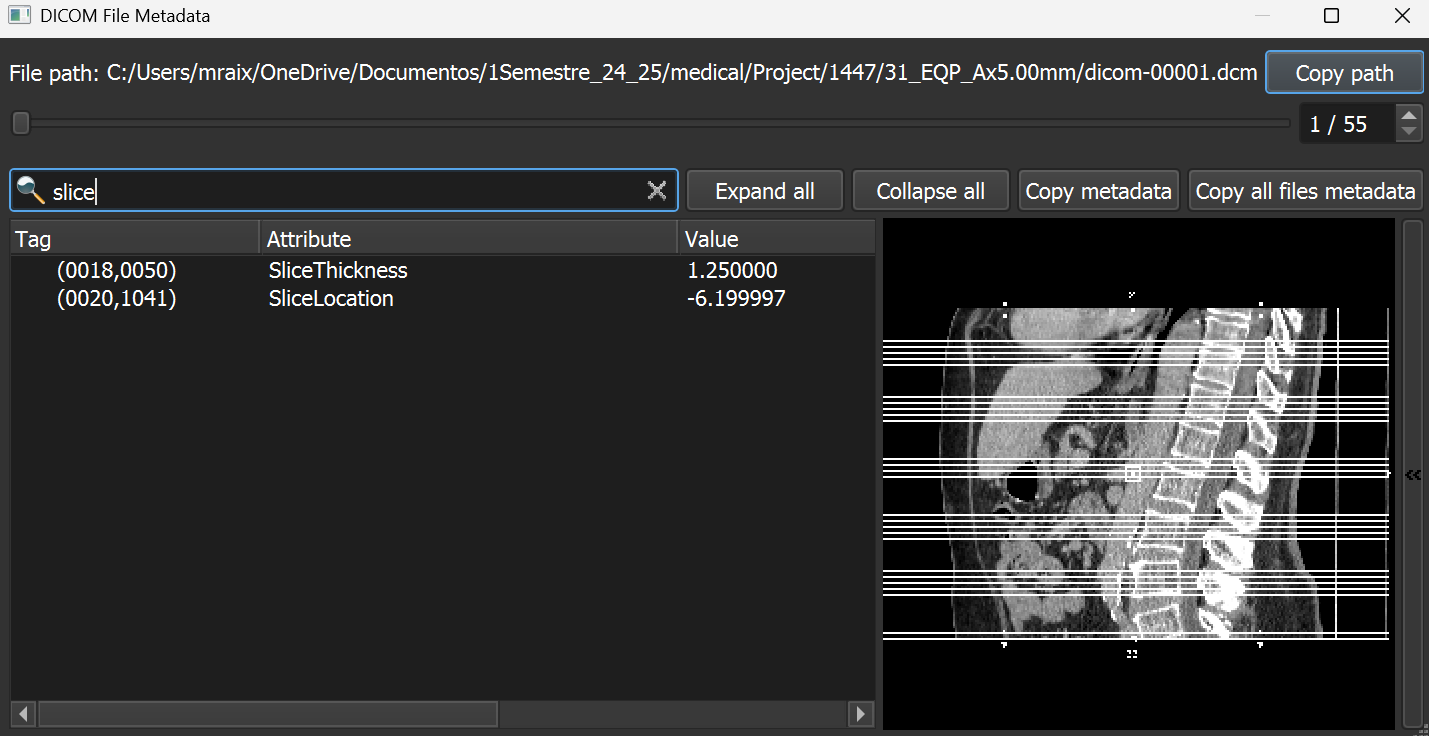 DICOM File Metadata
File path: C:/Users/mraix/OneDrive/Documentos/1Semestre_24_25/medical/Project/1447/31_EQP_Ax5.00mm/dicom-00001.dcm Copy path
1 / 55
slice Expand all Collapse all Copy metadata Copy all files metadata
Tag Attribute Value
(0018,0050) SliceThickness 1.250000
(0020,1041) SliceLocation -6.199997